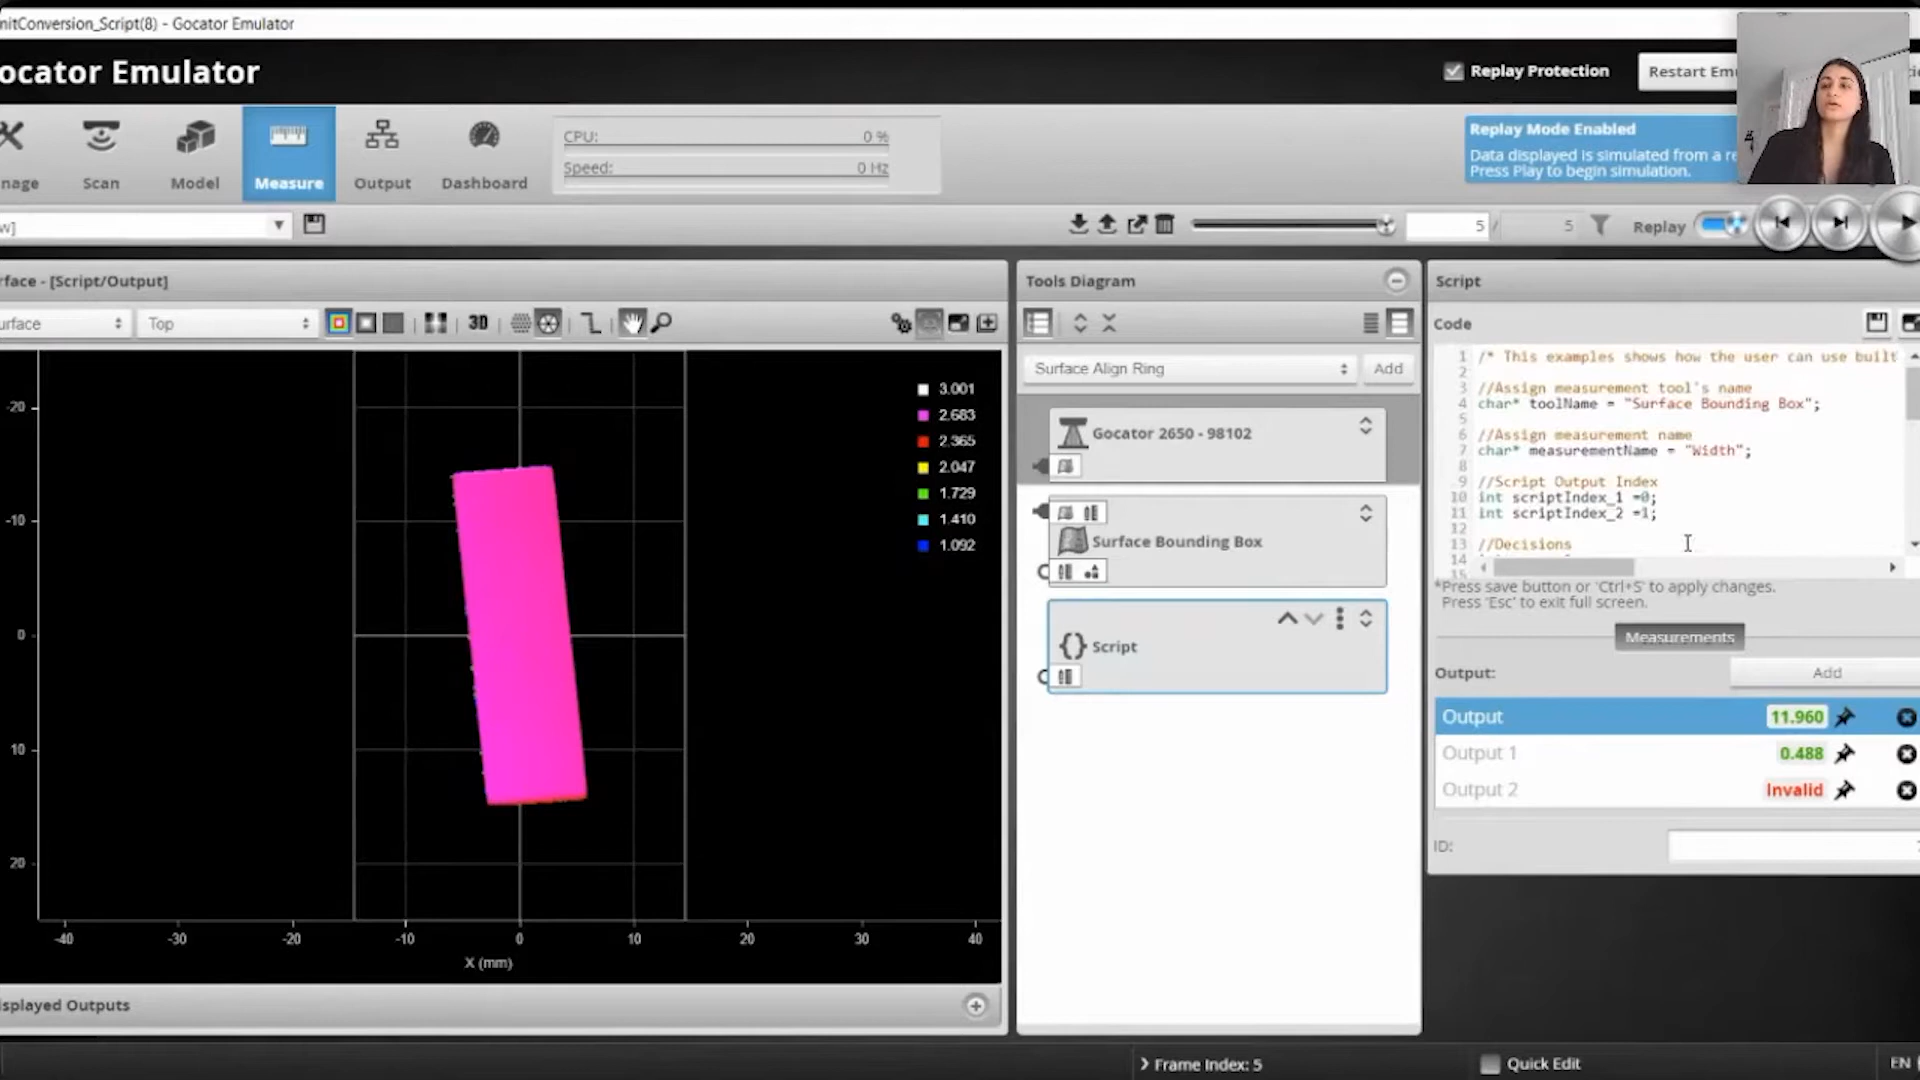 nitConversion_Script(8) - Gocator Emulator
ocator Emulator
Replay Protection
Restart Emu
Replay Mode Enabled
Data displayed is simulated from a re
Press Play to begin simulation.
nage
Scan
Model
Measure
Output
Dashboard
CPU: 0 %
Speed: 0 Hz
w]
5 / 5
Replay
rface - [Script/Output]
urface
Top
3D
3.001
2.683
2.365
2.047
1.729
1.410
1.092
-20
-10
0
10
20
-40 -30 -20 -10 0 10 20 30 40
X (mm)
isplayed Outputs
Tools Diagram
Surface Align Ring
Add
Gocator 2650 - 98102
Surface Bounding Box
{} Script
Script
Code
1 /* This examples shows how the user can use built
2
3 //Assign measurement tool's name
4 char* toolName = "Surface Bounding Box";
5
6 //Assign measurement name
7 char* measurementName = "Width";
8
9 //Script Output Index
10 int scriptIndex_1 =0;
11 int scriptIndex_2 =1;
12
13 //Decisions
14
15
*Press save button or 'Ctrl+S' to apply changes.
Press 'Esc' to exit full screen.
Measurements
Output:
Add
Output 11.960
Output 1 0.488
Output 2 Invalid
ID:
Frame Index: 5
Quick Edit
EN